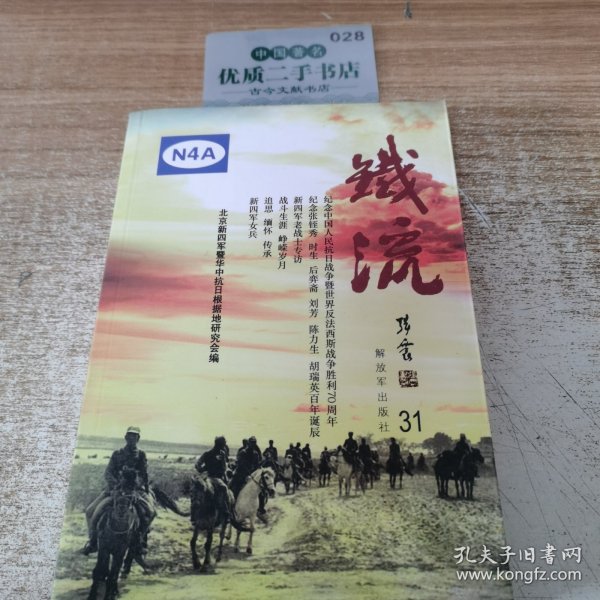 028
中国著名
优质二手书店
古今文献书店
N4A
鐵流
解放军出版社
31
纪念中国人民抗日战争暨世界反法西斯战争胜利70周年
纪念张铚秀 时生 后奕斋 刘芳 陈力生 胡瑞英百年诞辰
新四军老战士专访
战斗生涯 峥嵘岁月
追思 缅怀 传承
新四军女兵
北京新四军暨华中抗日根据地研究会编
孔夫子旧书网
www.kongfz.com